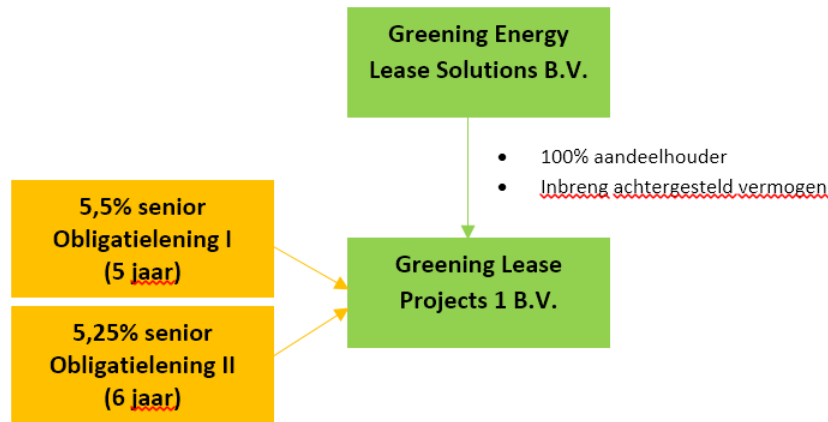 Greening Energy
Lease Solutions B.V.
• 100% aandeelhouder
• Inbreng achtergesteld vermogen
5,5% senior
Obligatielening I
(5 jaar)
Greening Lease
Projects 1 B.V.
5,25% senior
Obligatielening II
(6 jaar)